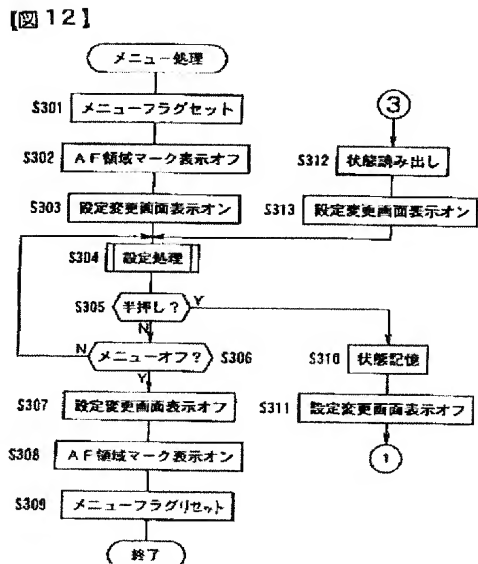 【図12】
メニュー処理
S301 メニューフラグセット
S302 AF領域マーク表示オフ
S303 設定変更画面表示オン
③
S312 状態読み出し
S313 設定変更画面表示オン
S304 設定処理
S305 半押し? Y
N
N メニューオフ? S306
Y
S307 設定変更画面表示オフ
S308 AF領域マーク表示オン
S309 メニューフラグリセット
終了
S310 状態記憶
S311 設定変更画面表示オフ
①